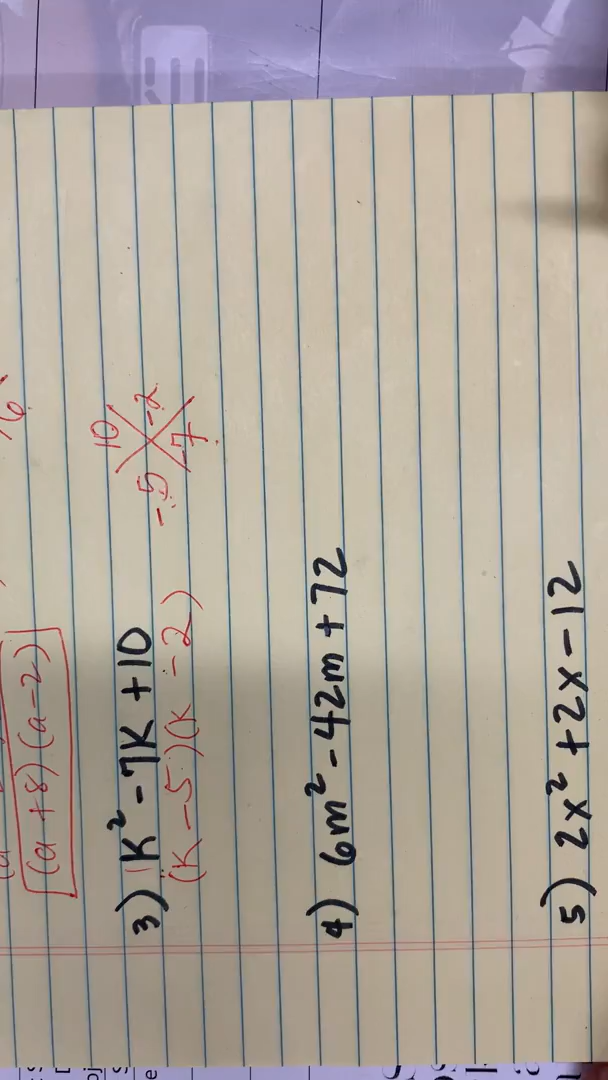 (a+8)(a-2)
3) K² - 7K + 10
10
-5 -2
-7
(K-5)(K-2)
4) 6m² - 42m + 72
5) 2x² + 2x - 12